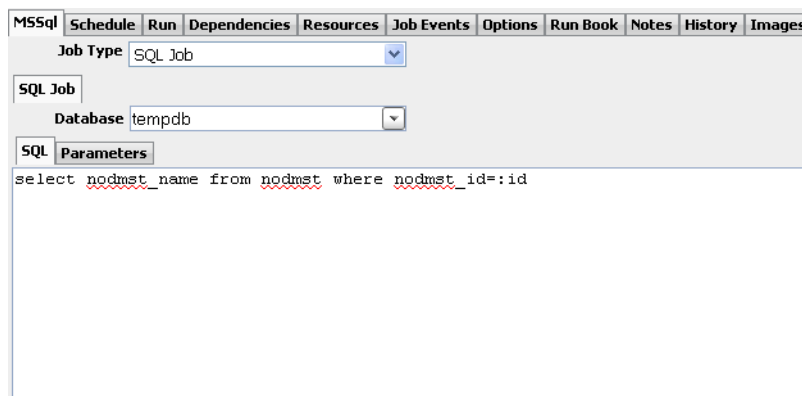 MSSql Schedule Run Dependencies Resources Job Events Options Run Book Notes History Images
Job Type SQL Job
SQL Job
Database tempdb
SQL Parameters
select nodmst_name from nodmst where nodmst_id=:id